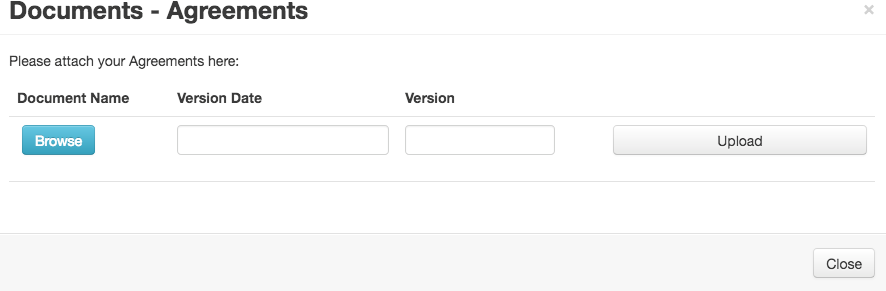 Documents - Agreements ×
Please attach your Agreements here:
Document Name Version Date Version
Browse Upload
Close